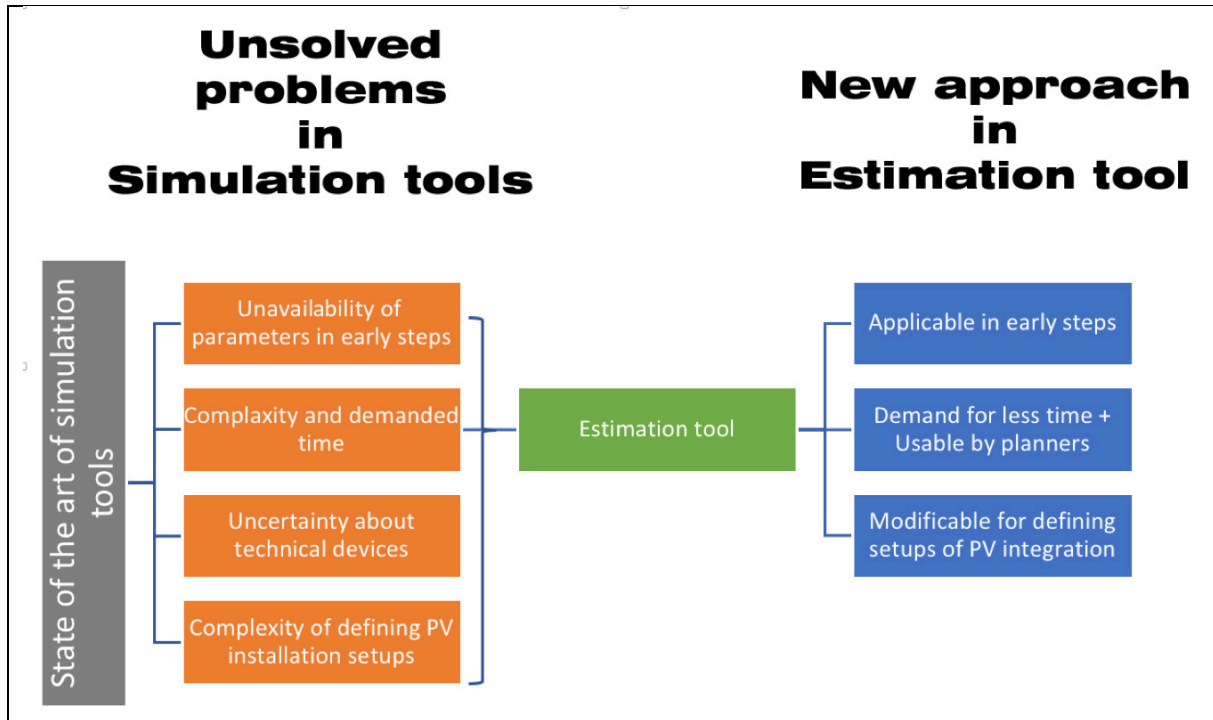 Unsolved
problems
in
Simulation tools
New approach
in
Estimation tool
State of the art of simulation
tools
Unavailability of
parameters in early steps
Complaxity and demanded
time
Uncertainty about
technical devices
Complexity of defining PV
installation setups
Estimation tool
Applicable in early steps
Demand for less time +
Usable by planners
Modificable for defining
setups of PV integration